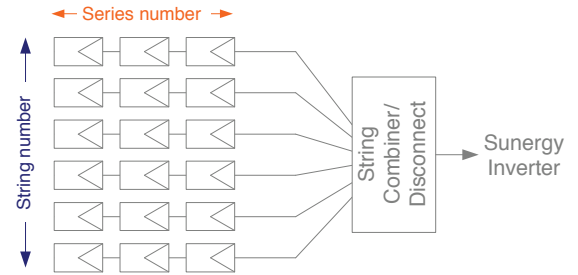 Series number
String number
String
Combiner/
Disconnect
Sunergy
Inverter